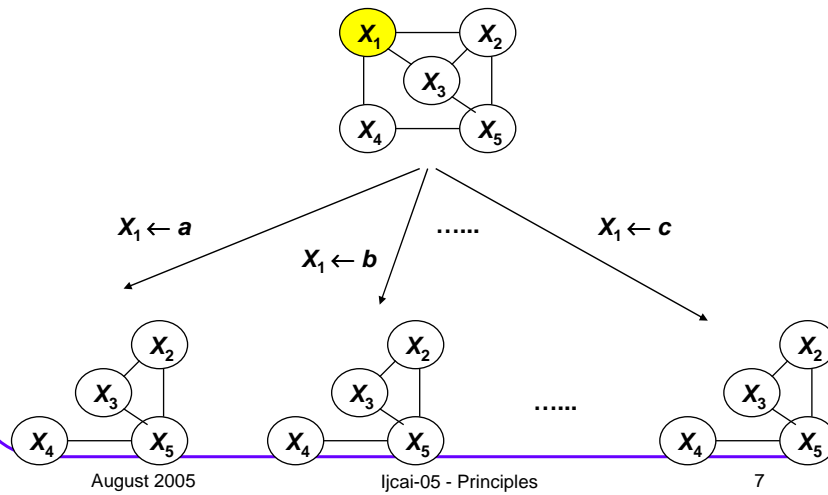 X1 X2
X3
X4 X5
X1 ← a
X1 ← b
…...
X1 ← c
X2 X2 X2
X3 X3 …... X3
X4 X5 X4 X5 X4 X5
August 2005 Ijcai-05 - Principles 7